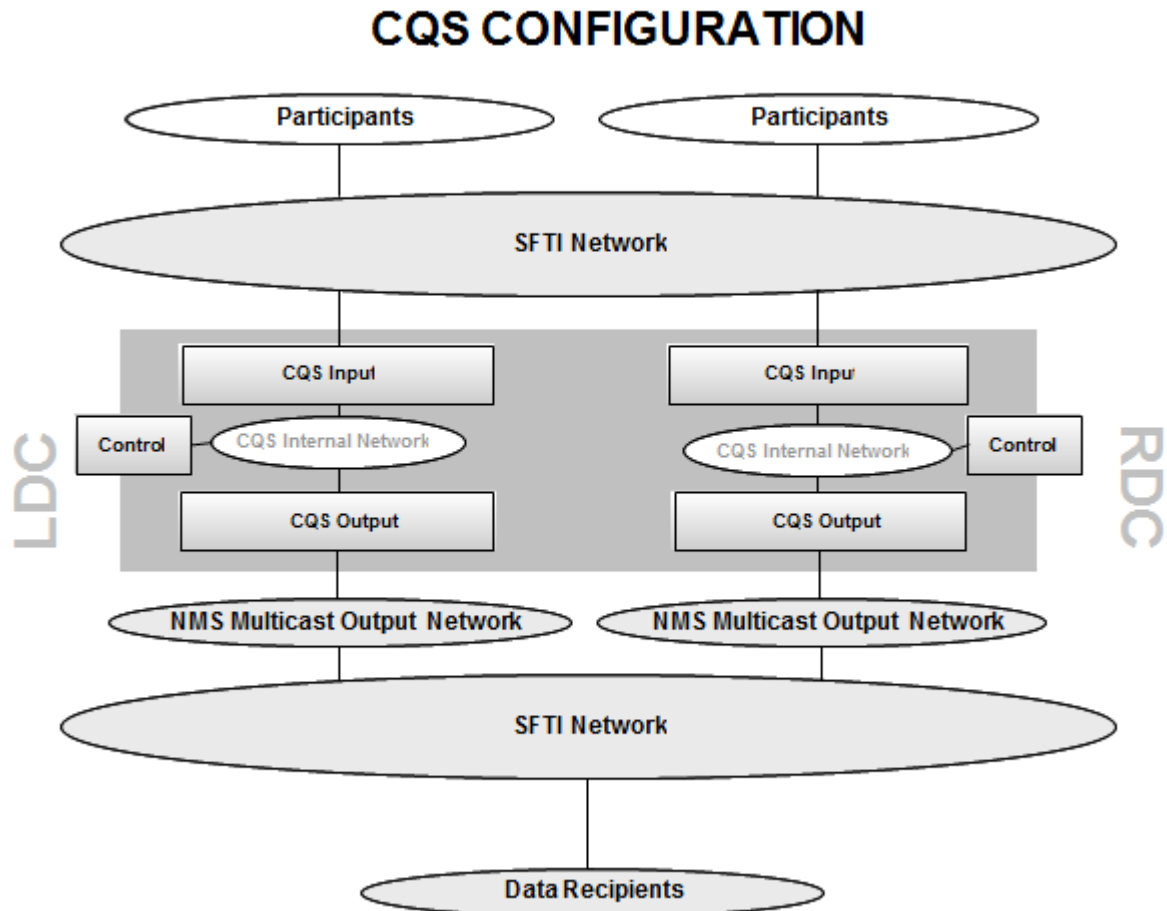 CQS CONFIGURATION
Participants
Participants
SFTI Network
CQS Input
CQS Input
LDC
Control
CQS Internal Network
CQS Internal Network
Control
RDC
CQS Output
CQS Output
NMS Multicast Output Network
NMS Multicast Output Network
SFTI Network
Data Recipients